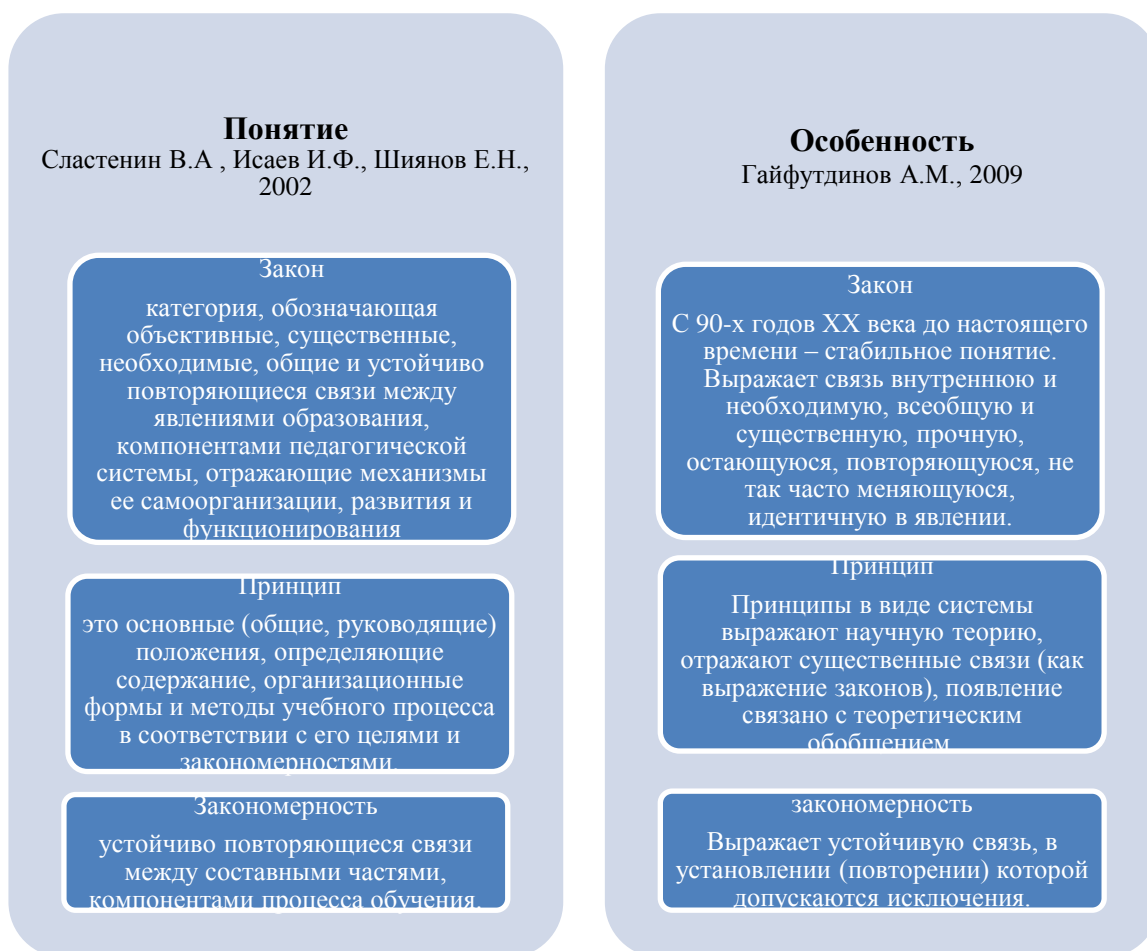 Понятие
Сластенин В.А , Исаев И.Ф., Шиянов Е.Н.,
2002
Закон
категория, обозначающая
объективные, существенные,
необходимые, общие и устойчиво
повторяющиеся связи между
явлениями образования,
компонентами педагогической
системы, отражающие механизмы
ее самоорганизации, развития и
функционирования
Принцип
это основные (общие, руководящие)
положения, определяющие
содержание, организационные
формы и методы учебного процесса
в соответствии с его целями и
закономерностями.
Закономерность
устойчиво повторяющиеся связи
между составными частями,
компонентами процесса обучения.
Особенность
Гайфутдинов А.М., 2009
Закон
С 90-х годов XX века до настоящего
времени – стабильное понятие.
Выражает связь внутреннюю и
необходимую, всеобщую и
существенную, прочную,
остающуюся, повторяющуюся, не
так часто меняющуюся,
идентичную в явлении.
Принцип
Принципы в виде системы
выражают научную теорию,
отражают существенные связи (как
выражение законов), появление
связано с теоретическим
обобщением
закономерность
Выражает устойчивую связь, в
установлении (повторении) которой
допускаются исключения.